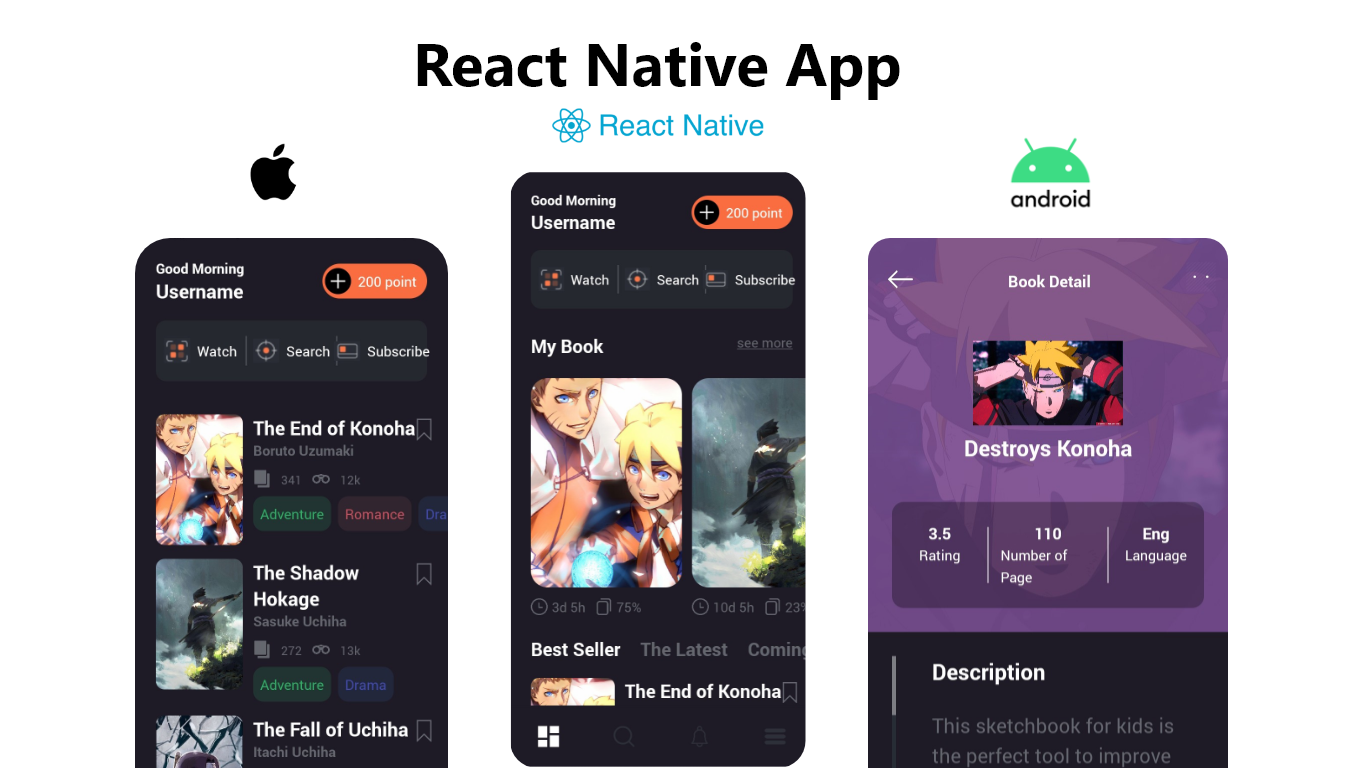 React Native App
React Native
android
Good Morning
Username
200 point
Watch
Search
Subscribe
The End of Konoha
Boruto Uzumaki
341
12k
Adventure
Romance
Dra
The Shadow
Hokage
Sasuke Uchiha
272
13k
Adventure
Drama
The Fall of Uchiha
Itachi Uchiha
Good Morning
Username
200 point
Watch
Search
Subscribe
My Book
see more
3d 5h
75%
10d 5h
23%
Best Seller
The Latest
Coming
The End of Konoha
Book Detail
Destroys Konoha
3.5
Rating
110
Number of
Page
Eng
Language
Description
This sketchbook for kids is
the perfect tool to improve